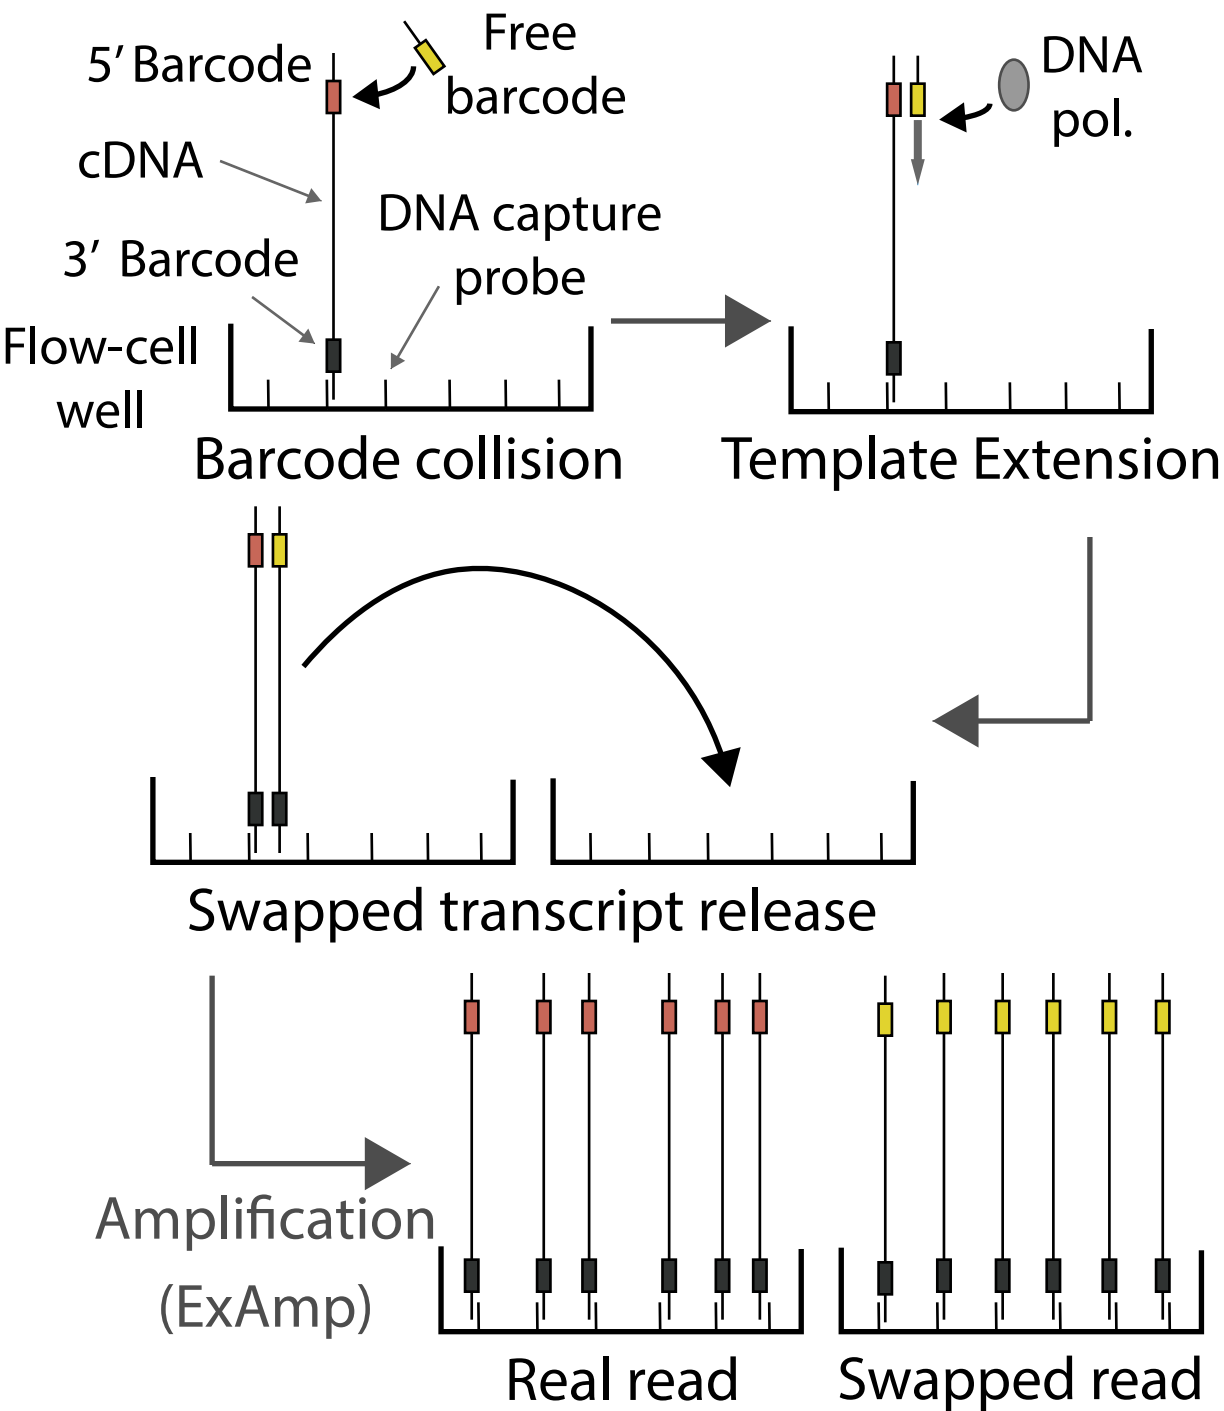 5′ Barcode
Free
barcode
cDNA
3′ Barcode
DNA capture
probe
Flow-cell
well
Barcode collision
DNA
pol.
Template Extension
Swapped transcript release
Amplification
(ExAmp)
Real read
Swapped read